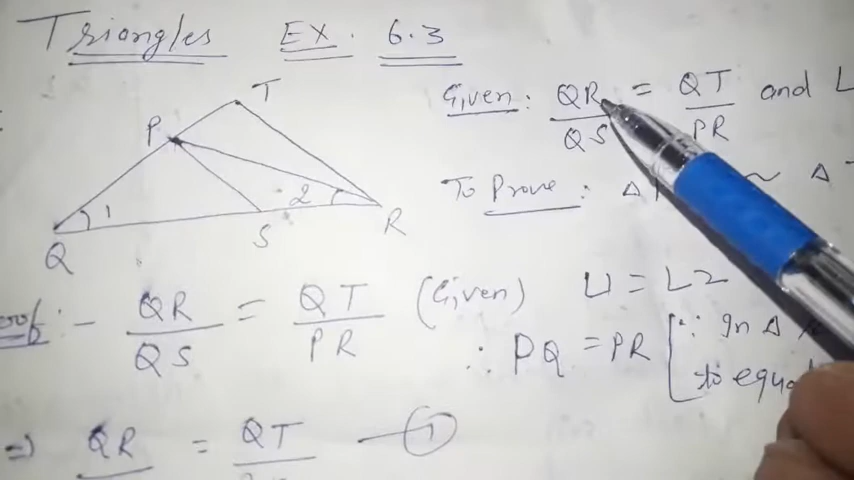 Triangles EX. 6.3
Given: QR/QS = QT/PR and
T
P
1
2
Q
S
R
To Prove: Δ ~ Δ
:- QR/QS = QT/PR (Given) ∠1 = ∠2
∴ PQ = PR [∵ In Δ
to equal
=> QR = QT — 1